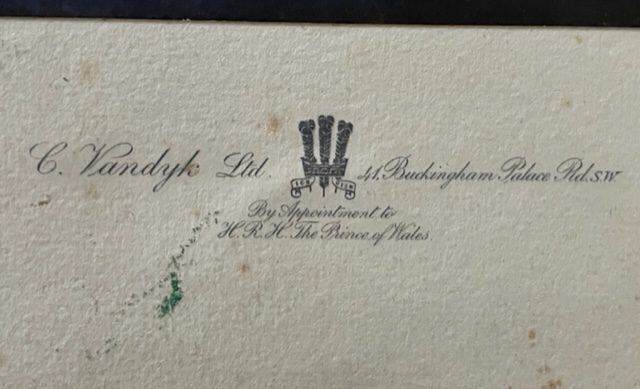 C. Vandyk Ltd. 41, Buckingham Palace Rd. S.W
By Appointment to
H.R.H. The Prince of Wales.